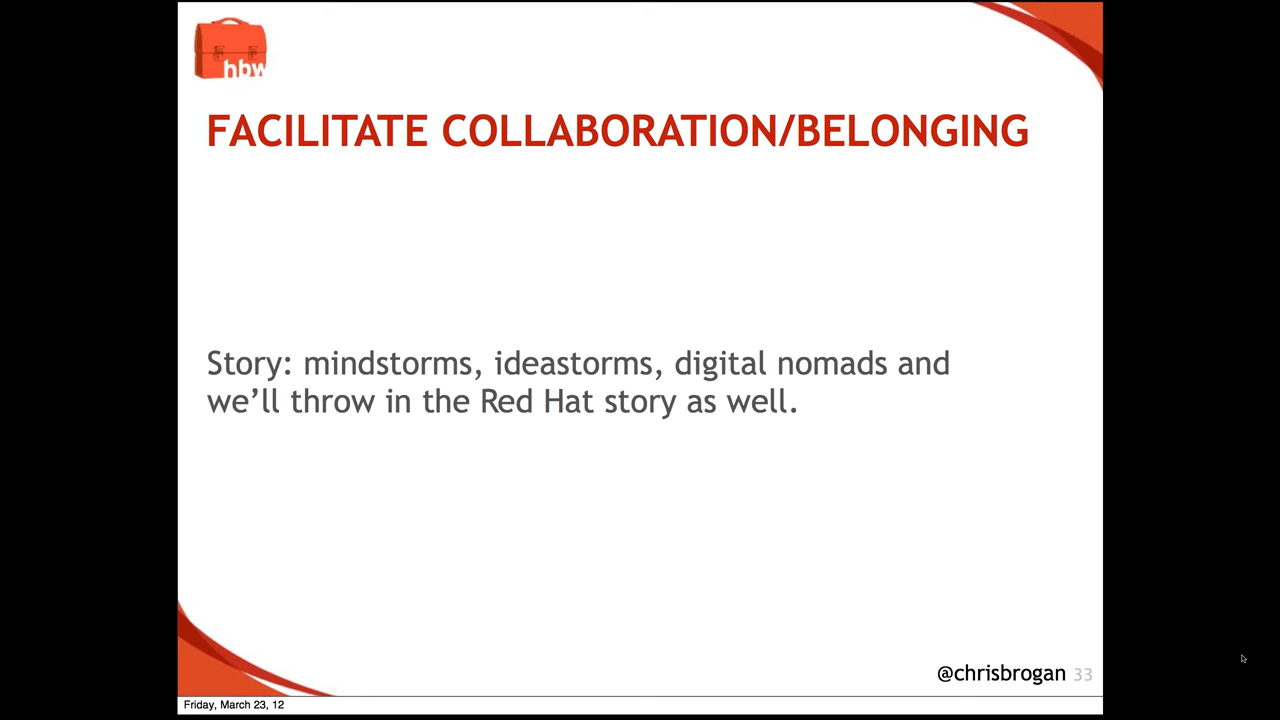 hbw
FACILITATE COLLABORATION/BELONGING
Story: mindstorms, ideastorms, digital nomads and
we’ll throw in the Red Hat story as well.
@chrisbrogan 33
Friday, March 23, 12